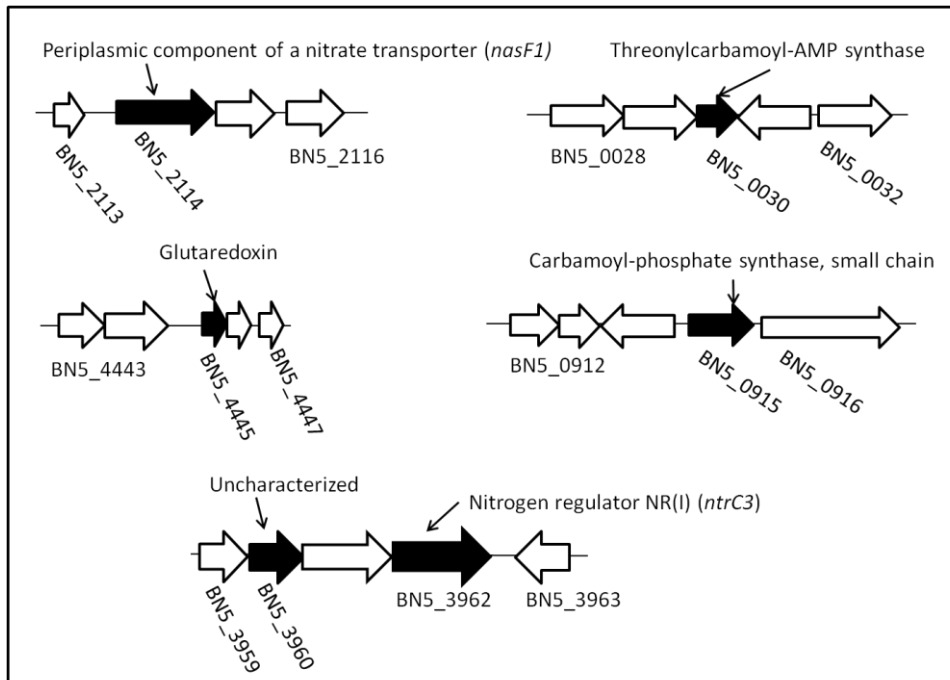 Periplasmic component of a nitrate transporter (nasF1)
BN5_2113
BN5_2114
BN5_2116
Threonylcarbamoyl-AMP synthase
BN5_0028
BN5_0030
BN5_0032
Glutaredoxin
BN5_4443
BN5_4445
BN5_4447
Carbamoyl-phosphate synthase, small chain
BN5_0912
BN5_0915
BN5_0916
Uncharacterized
Nitrogen regulator NR(I) (ntrC3)
BN5_3959
BN5_3960
BN5_3962
BN5_3963